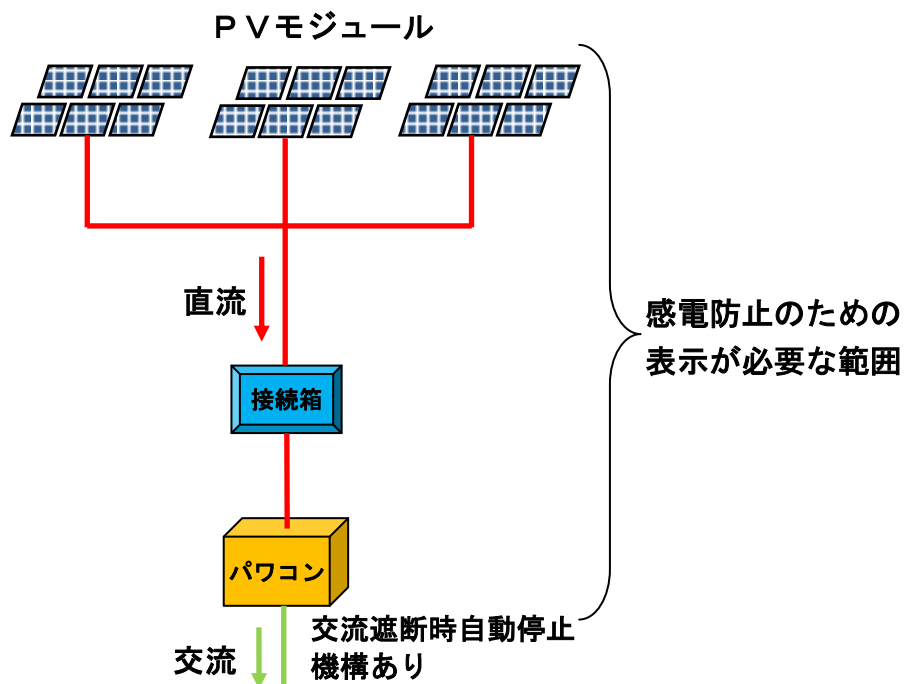 ＰＶモジュール
直流
感電防止のための
表示が必要な範囲
接続箱
パワコン
交流遮断時自動停止
機構あり
交流